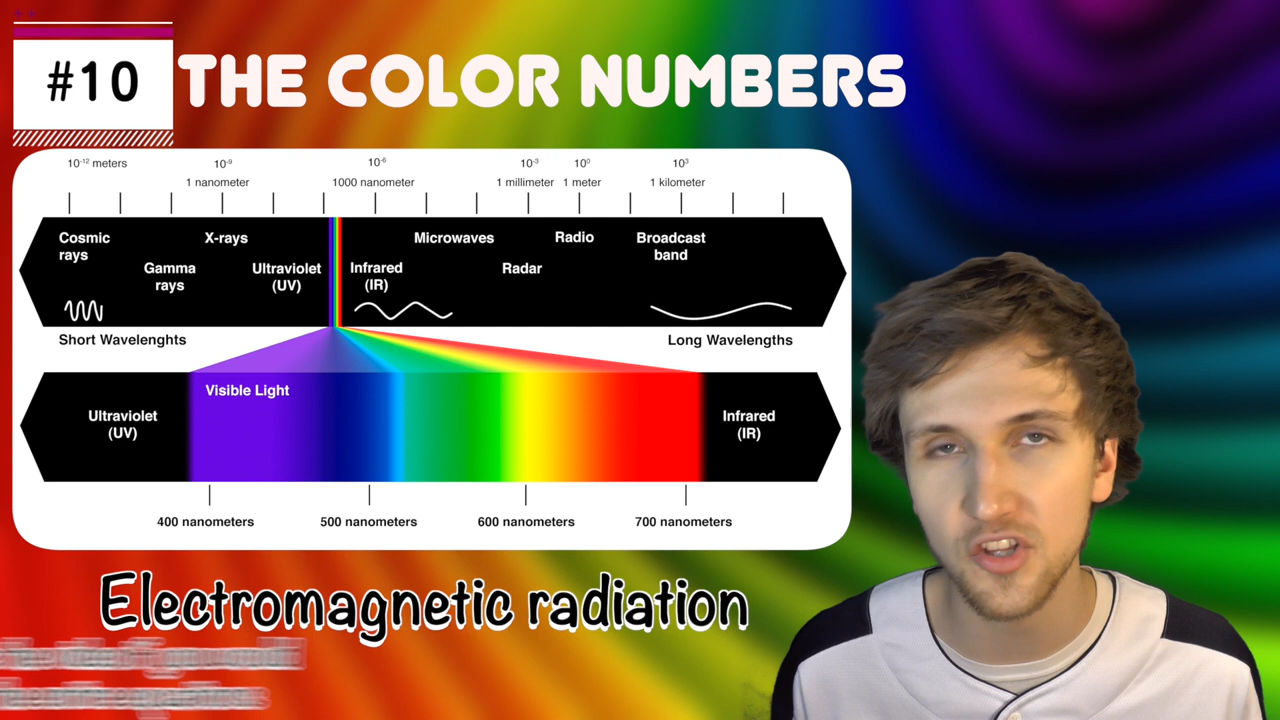 ++
#10
THE COLOR NUMBERS
10-12 meters 10-9 10-6 10-3 100 103
1 nanometer 1000 nanometer 1 millimeter 1 meter 1 kilometer
Cosmic
rays
X-rays
Microwaves
Radio
Broadcast
band
Gamma
rays
Ultraviolet
(UV)
Infrared
(IR)
Radar
Short Wavelenghts
Long Wavelengths
Visible Light
Ultraviolet
(UV)
Infrared
(IR)
400 nanometers 500 nanometers 600 nanometers 700 nanometers
Electromagnetic radiation